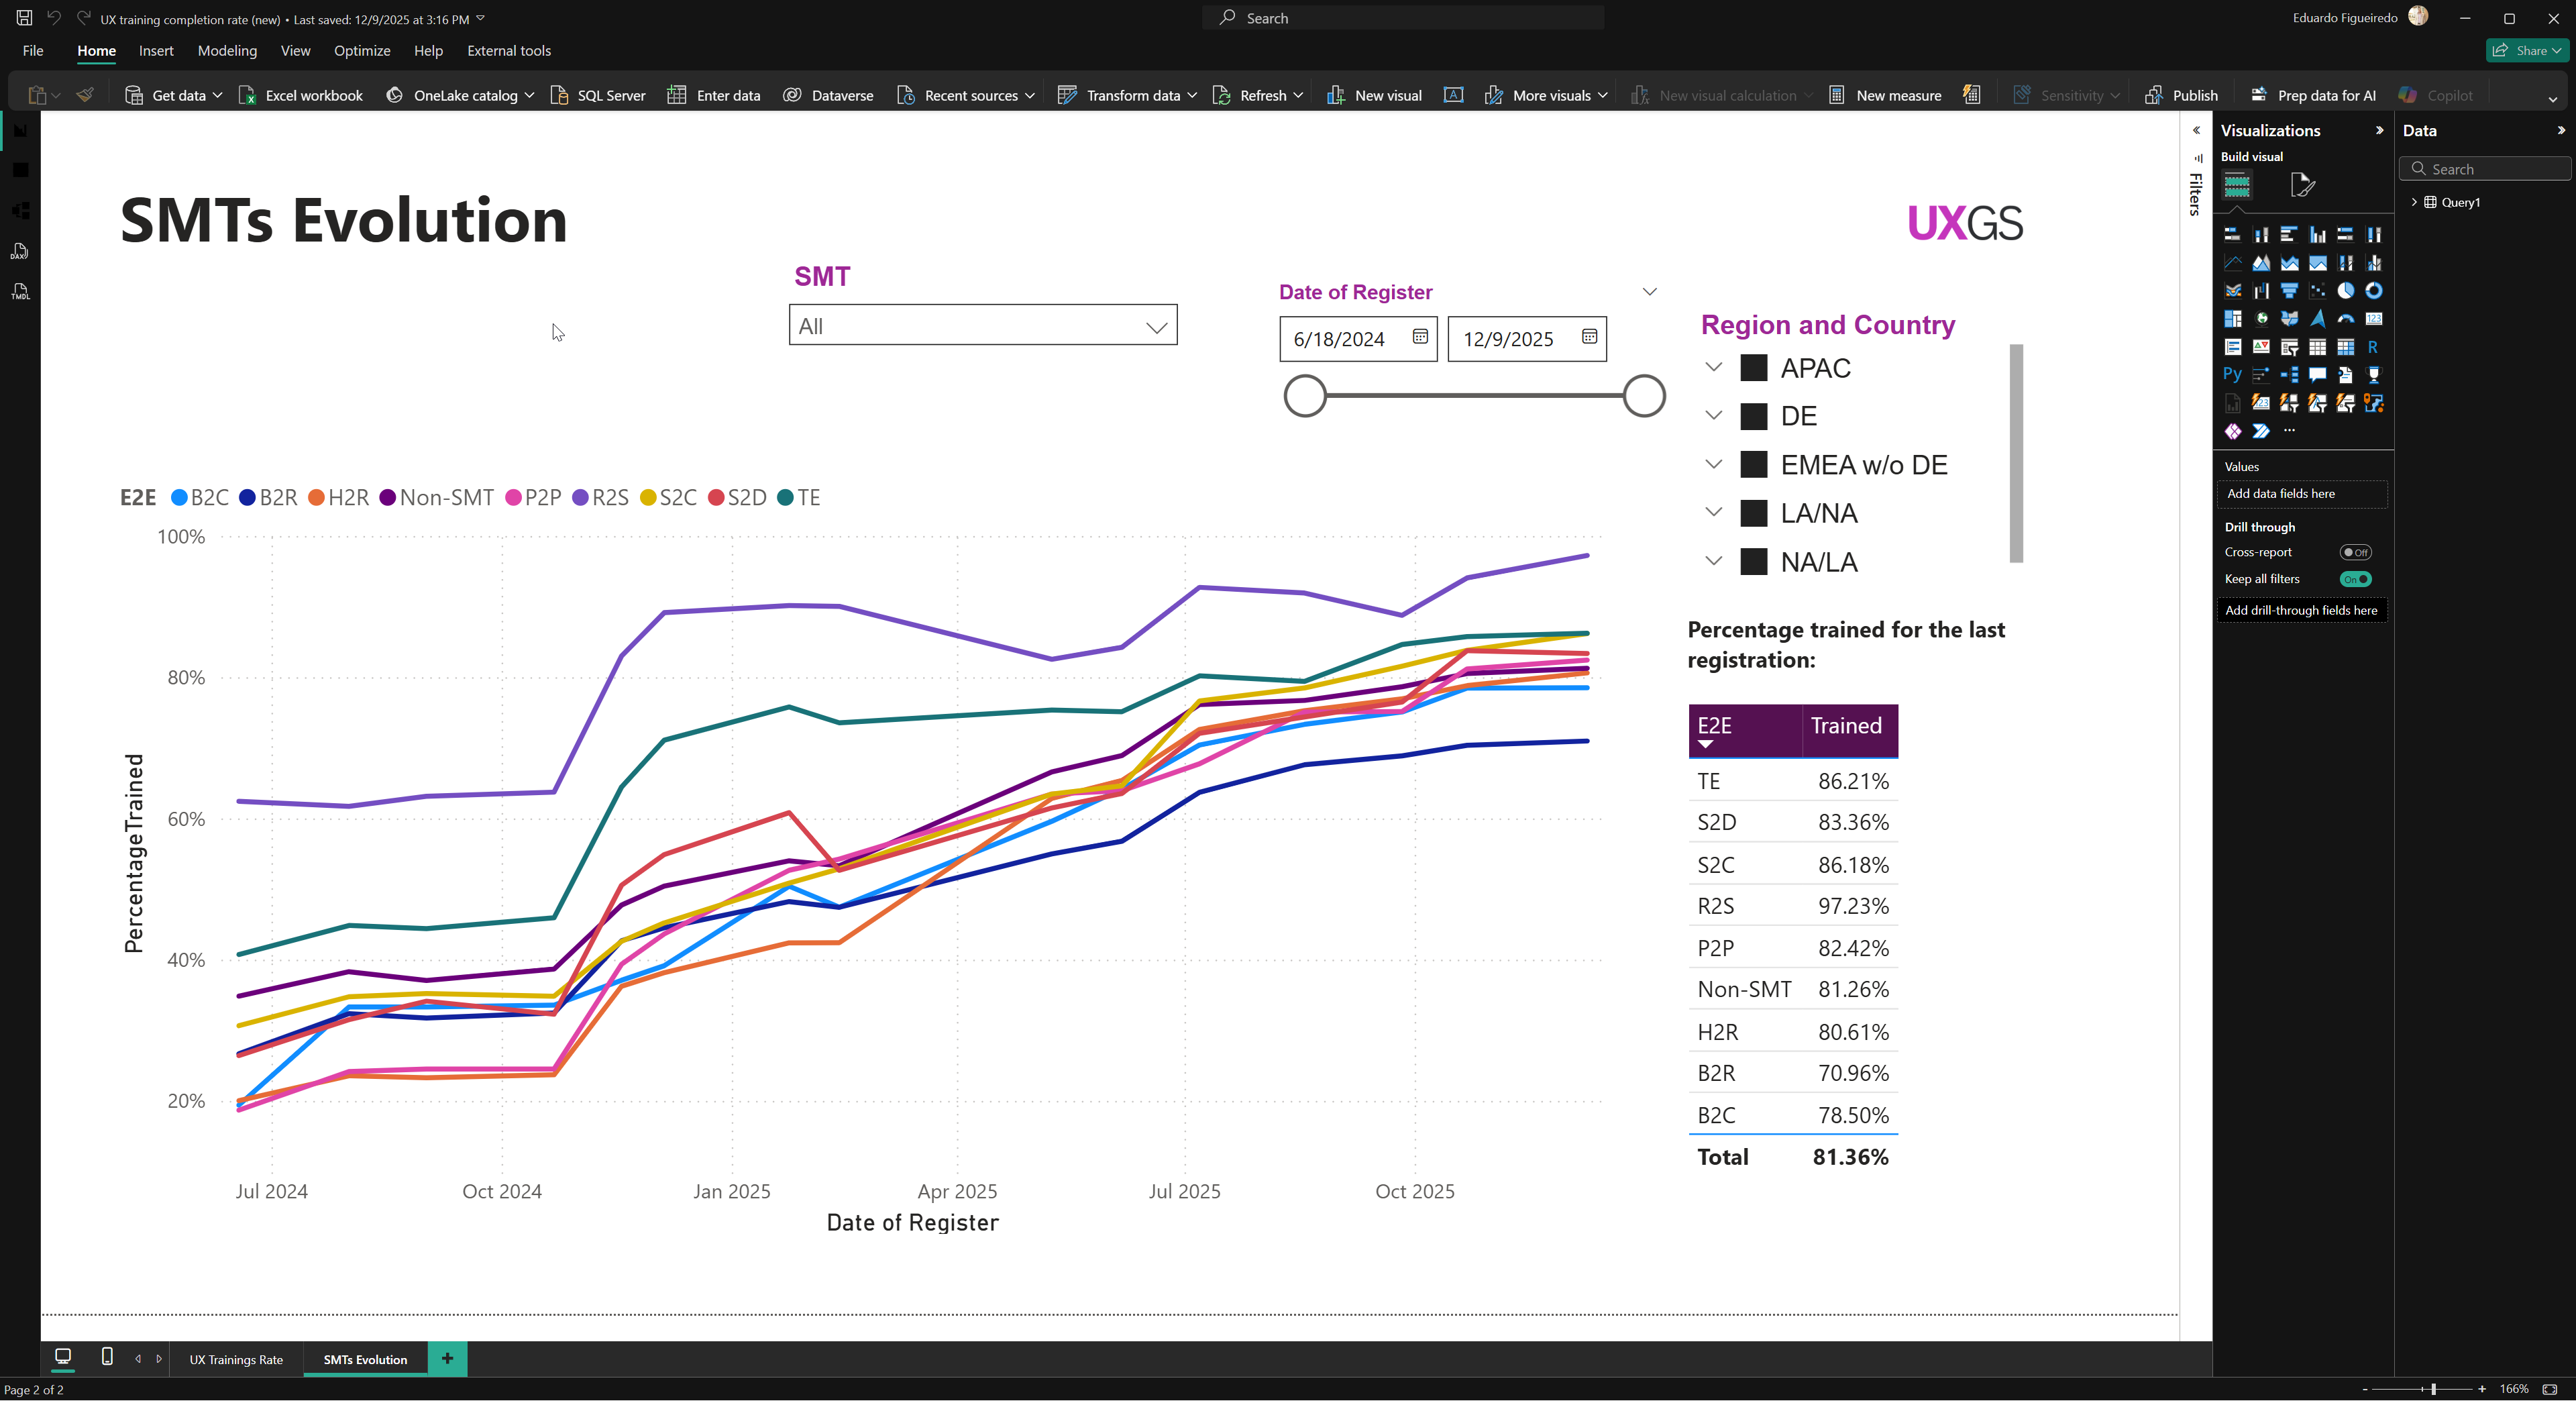 UX training completion rate (new) • Last saved: 12/9/2025 at 3:16 PM
Search
Eduardo Figueiredo
File Home Insert Modeling View Optimize Help External tools
Share
Get data Excel workbook OneLake catalog SQL Server Enter data Dataverse Recent sources Transform data Refresh New visual More visuals New visual calculation New measure Sensitivity Publish Prep data for AI Copilot
SMTs Evolution
UXGS
SMT
All
Date of Register
6/18/2024 12/9/2025
Region and Country
APAC
DE
EMEA w/o DE
LA/NA
NA/LA
E2E B2C B2R H2R Non-SMT P2P R2S S2C S2D TE
100%
80%
60%
40%
20%
PercentageTrained
Jul 2024 Oct 2024 Jan 2025 Apr 2025 Jul 2025 Oct 2025
Date of Register
Percentage trained for the last
registration:
E2E Trained
TE 86.21%
S2D 83.36%
S2C 86.18%
R2S 97.23%
P2P 82.42%
Non-SMT 81.26%
H2R 80.61%
B2R 70.96%
B2C 78.50%
Total 81.36%
Filters
Visualizations
Build visual
Values
Add data fields here
Drill through
Cross-report Off
Keep all filters On
Add drill-through fields here
Data
Search
Query1
DAX
TMDL
UX Trainings Rate SMTs Evolution +
Page 2 of 2
- + 166%